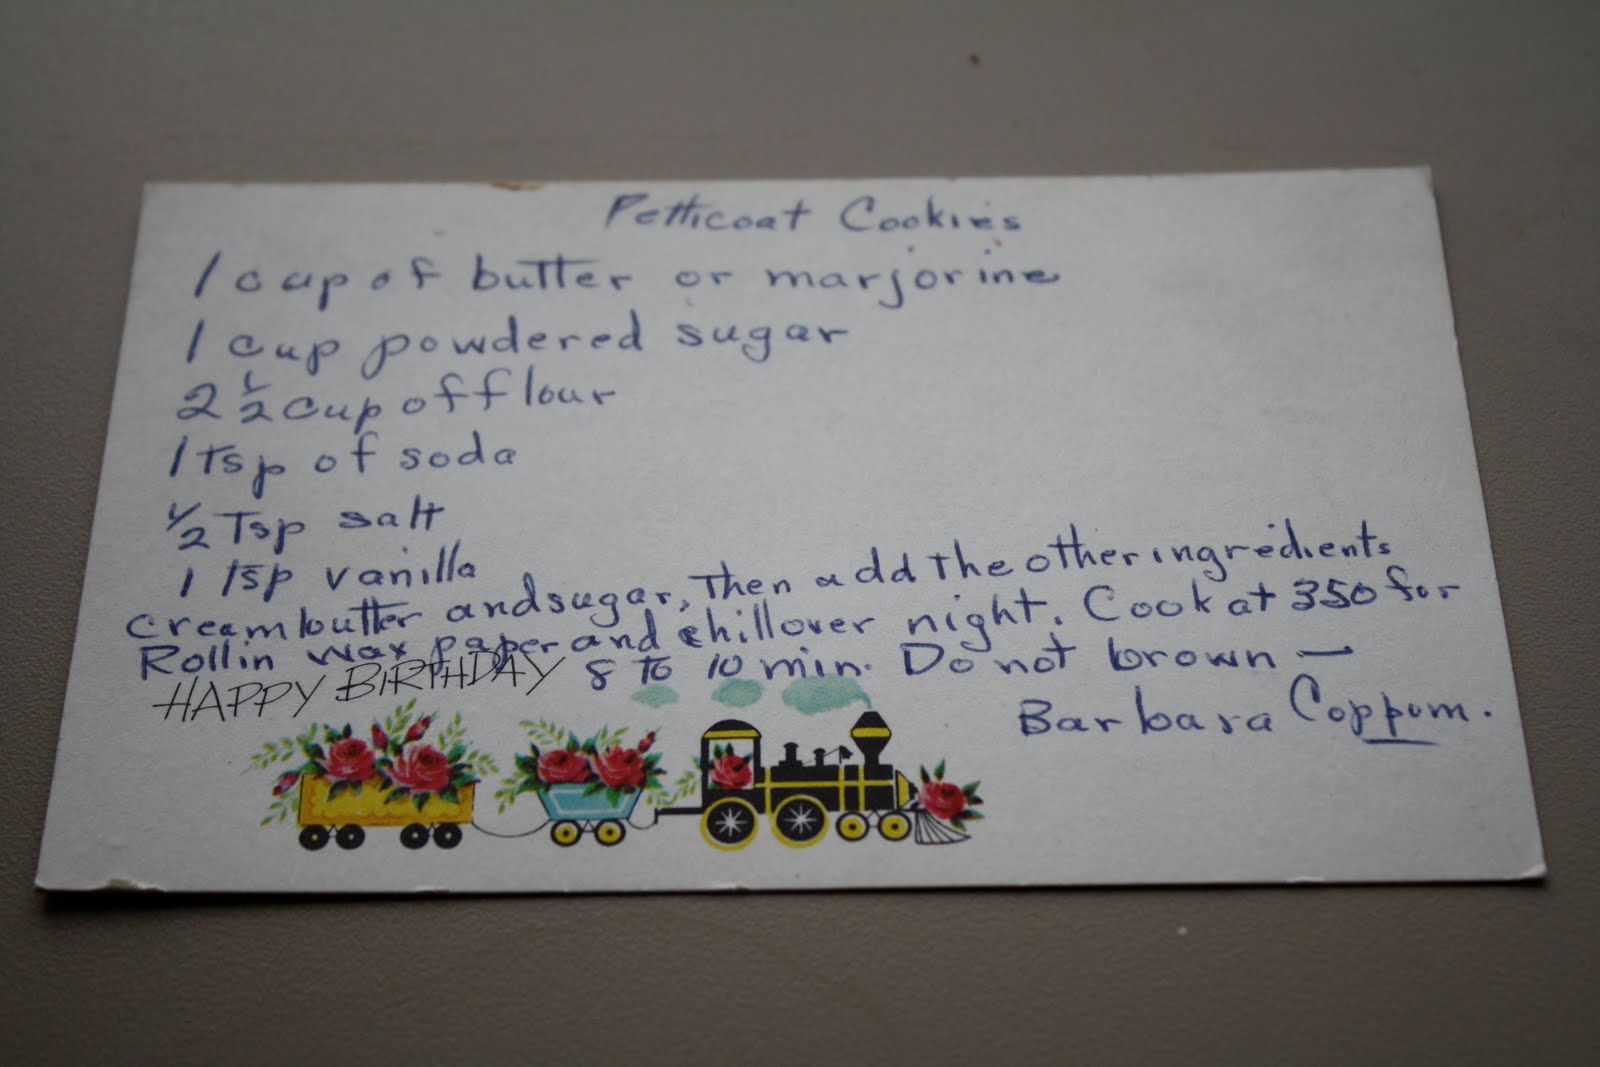 Petticoat Cookies
1 cup of butter or marjorine
1 cup powdered sugar
2 1/2 cup of flour
1 Tsp of soda
1/2 Tsp salt
1 Tsp vanilla
cream butter and sugar, Then add the other ingredients
Roll in wax paper and chill over night. Cook at 350 for
8 To 10 min. Do not brown —
HAPPY BIRTHDAY
Barbara Coppom.